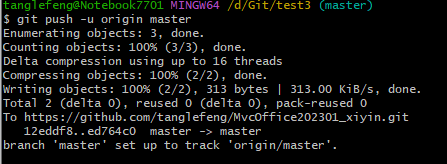 tanglefeng@Notebook7701 MINGW64 /d/Git/test3 (master)
$ git push -u origin master
Enumerating objects: 3, done.
Counting objects: 100% (3/3), done.
Delta compression using up to 16 threads
Compressing objects: 100% (2/2), done.
Writing objects: 100% (2/2), 313 bytes | 313.00 KiB/s, done.
Total 2 (delta 0), reused 0 (delta 0), pack-reused 0
To https://github.com/tanglefeng/MvcOffice202301_xiyin.git
   12eddf8..ed764c0  master -> master
branch 'master' set up to track 'origin/master'.